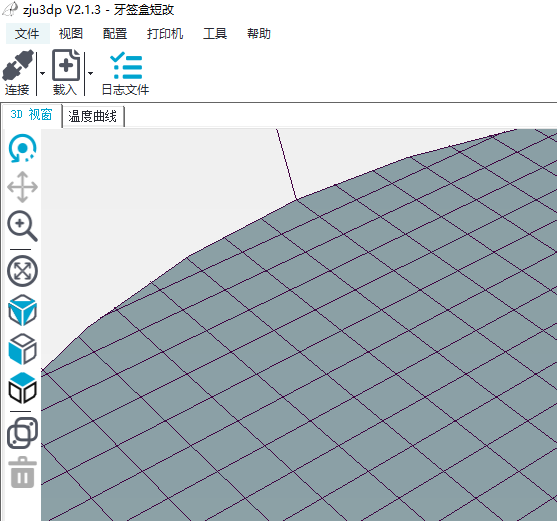 zju3dp V2.1.3 - 牙签盒短改
文件 视图 配置 打印机 工具 帮助
连接 载入 日志文件
3D 视窗 温度曲线